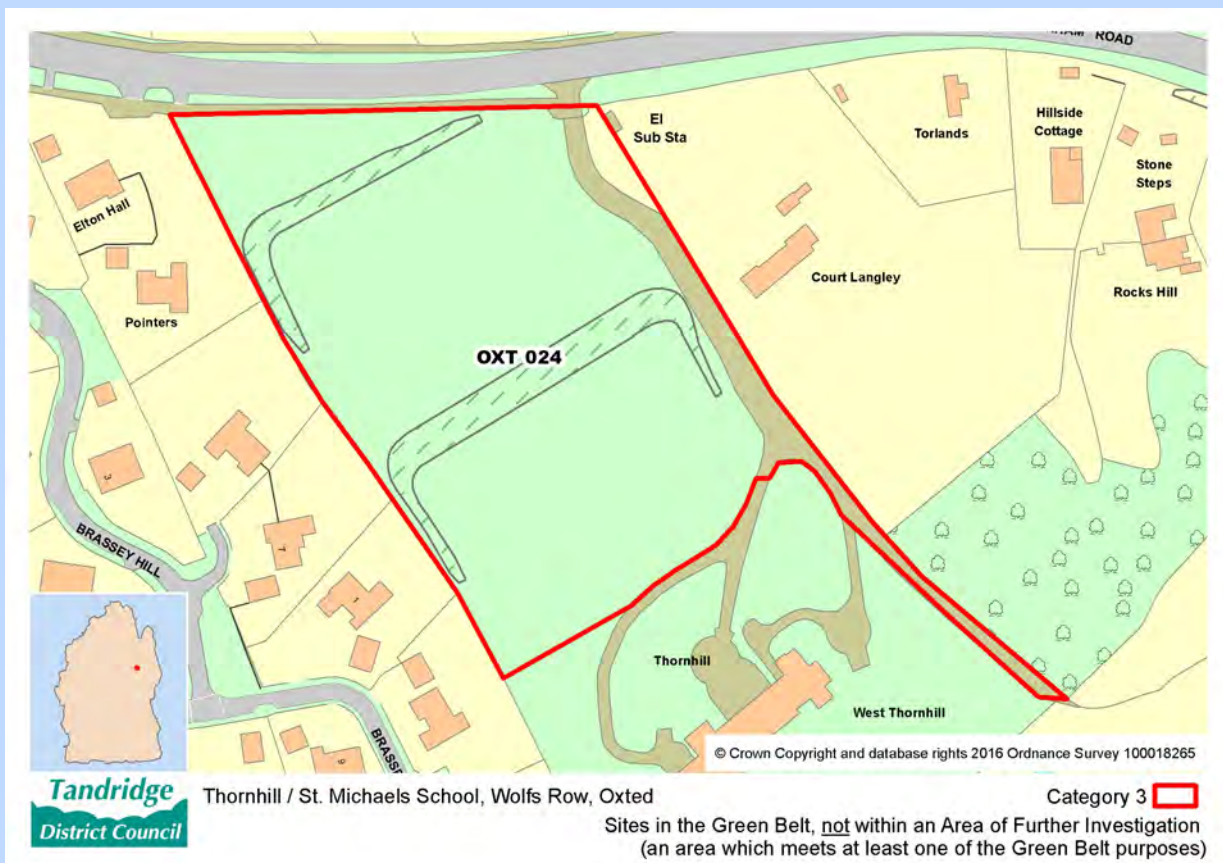 HAM ROAD
El
Sub Sta
Torlands
Hillside
Cottage
Stone
Steps
Elton Hall
Court Langley
Rocks Hill
Pointers
OXT 024
3
7
1
BRASSEY HILL
Thornhill
West Thornhill
9
BRASSE
© Crown Copyright and database rights 2016 Ordnance Survey 100018265
Tandridge
District Council
Thornhill / St. Michaels School, Wolfs Row, Oxted
Category 3
Sites in the Green Belt, not within an Area of Further Investigation
(an area which meets at least one of the Green Belt purposes)